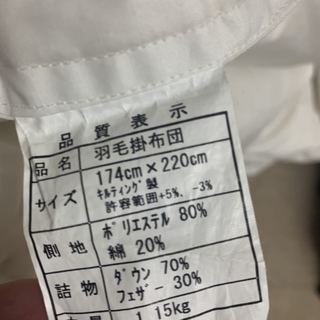 品質表示
品名 羽毛掛布団
サイズ 174cm×220cm
キルティング製
許容範囲+5%、-3%
側地 ポリエステル 80%
綿 20%
詰物 ダウン 70%
フェザー 30%
1.15kg